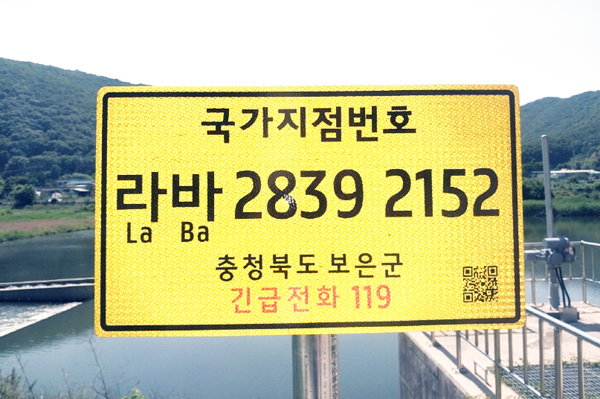 국가지점번호
라바 2839 2152
La Ba
충청북도 보은군
긴급전화 119